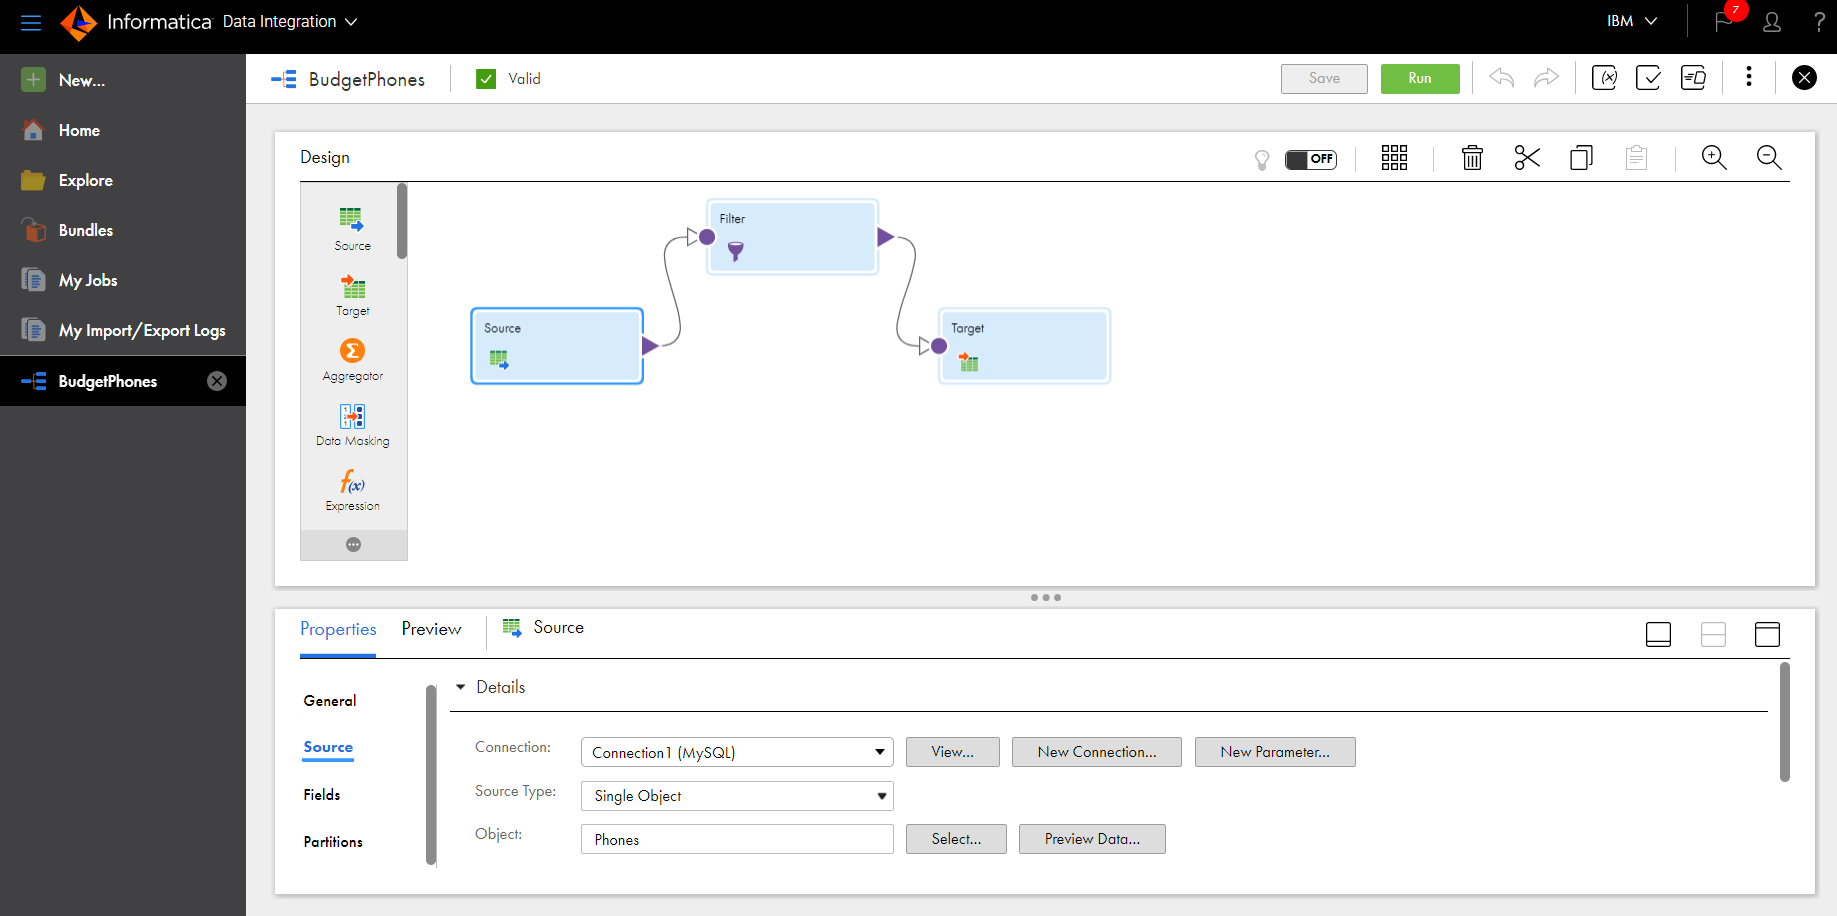 Informatica Data Integration
IBM
7
?
New...
Home
Explore
Bundles
My Jobs
My Import/Export Logs
BudgetPhones
BudgetPhones
Valid
Save
Run
Design
OFF
Source
Target
Aggregator
Data Masking
Expression
Filter
Source
Target
Properties
Preview
Source
General
Source
Fields
Partitions
Details
Connection:
Connection1 (MySQL)
View...
New Connection...
New Parameter...
Source Type:
Single Object
Object:
Phones
Select...
Preview Data...